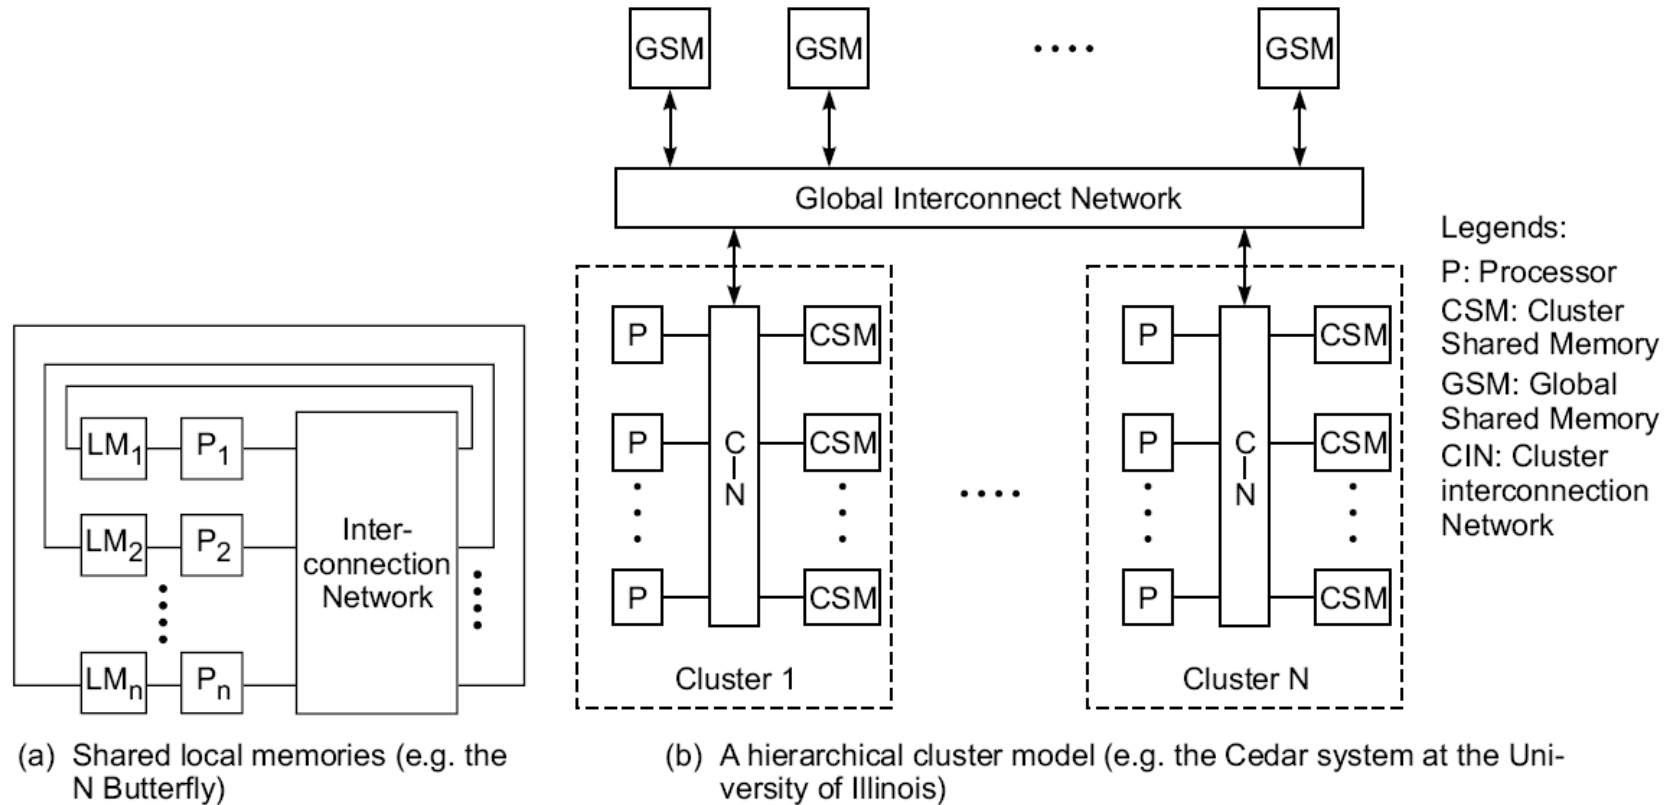 GSM GSM •••• GSM
Global Interconnect Network
Legends:
P: Processor
CSM: Cluster
Shared Memory
GSM: Global
Shared Memory
CIN: Cluster
interconnection
Network
LM1 P1
LM2 P2
LMn Pn
Inter-
connection
Network
P CSM
P C I N CSM
P CSM
Cluster 1
••••
P CSM
P C I N CSM
P CSM
Cluster N
(a) Shared local memories (e.g. the
N Butterfly)
(b) A hierarchical cluster model (e.g. the Cedar system at the Uni-
versity of Illinois)